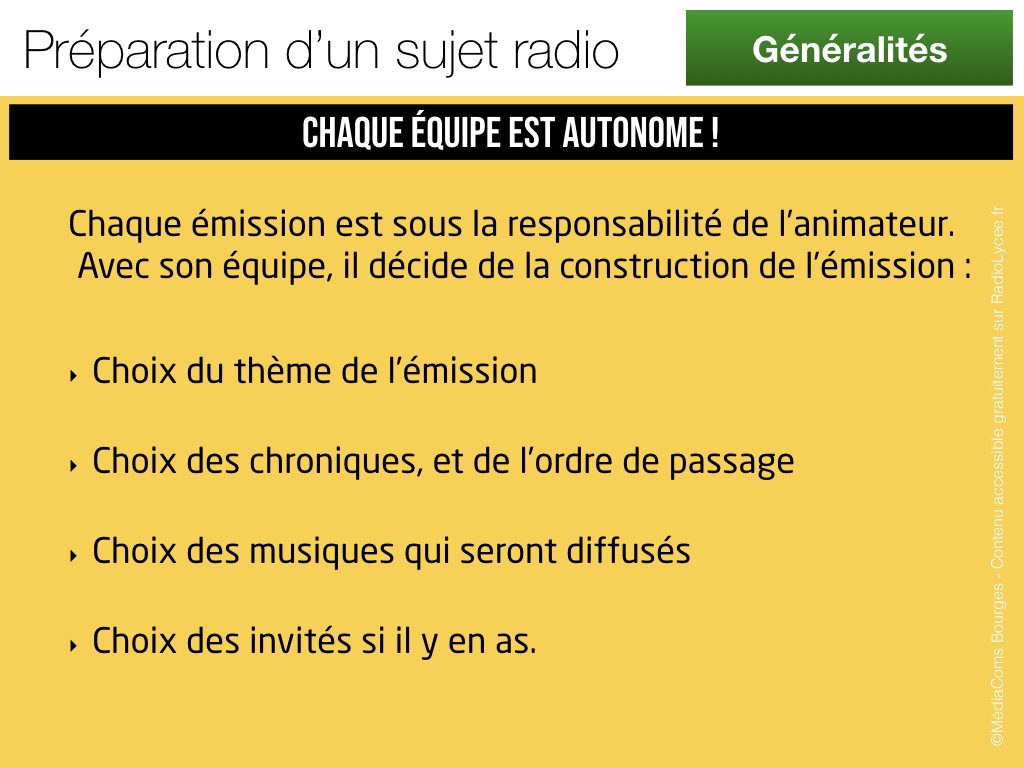 Préparation d’un sujet radio
Généralités
CHAQUE ÉQUIPE EST AUTONOME !
Chaque émission est sous la responsabilité de l’animateur.
Avec son équipe, il décide de la construction de l’émission :
‣ Choix du thème de l’émission
‣ Choix des chroniques, et de l’ordre de passage
‣ Choix des musiques qui seront diffusés
‣ Choix des invités si il y en as.
©MédiaComs Bourges - Contenu accessible gratuitement sur RadioLycee.fr